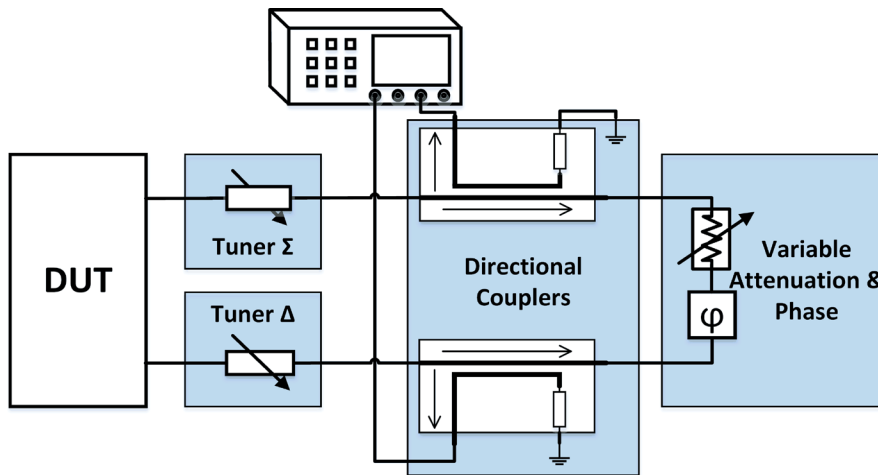 DUT
Tuner Σ
Tuner Δ
Directional
Couplers
Variable
Attenuation &
Phase
φ